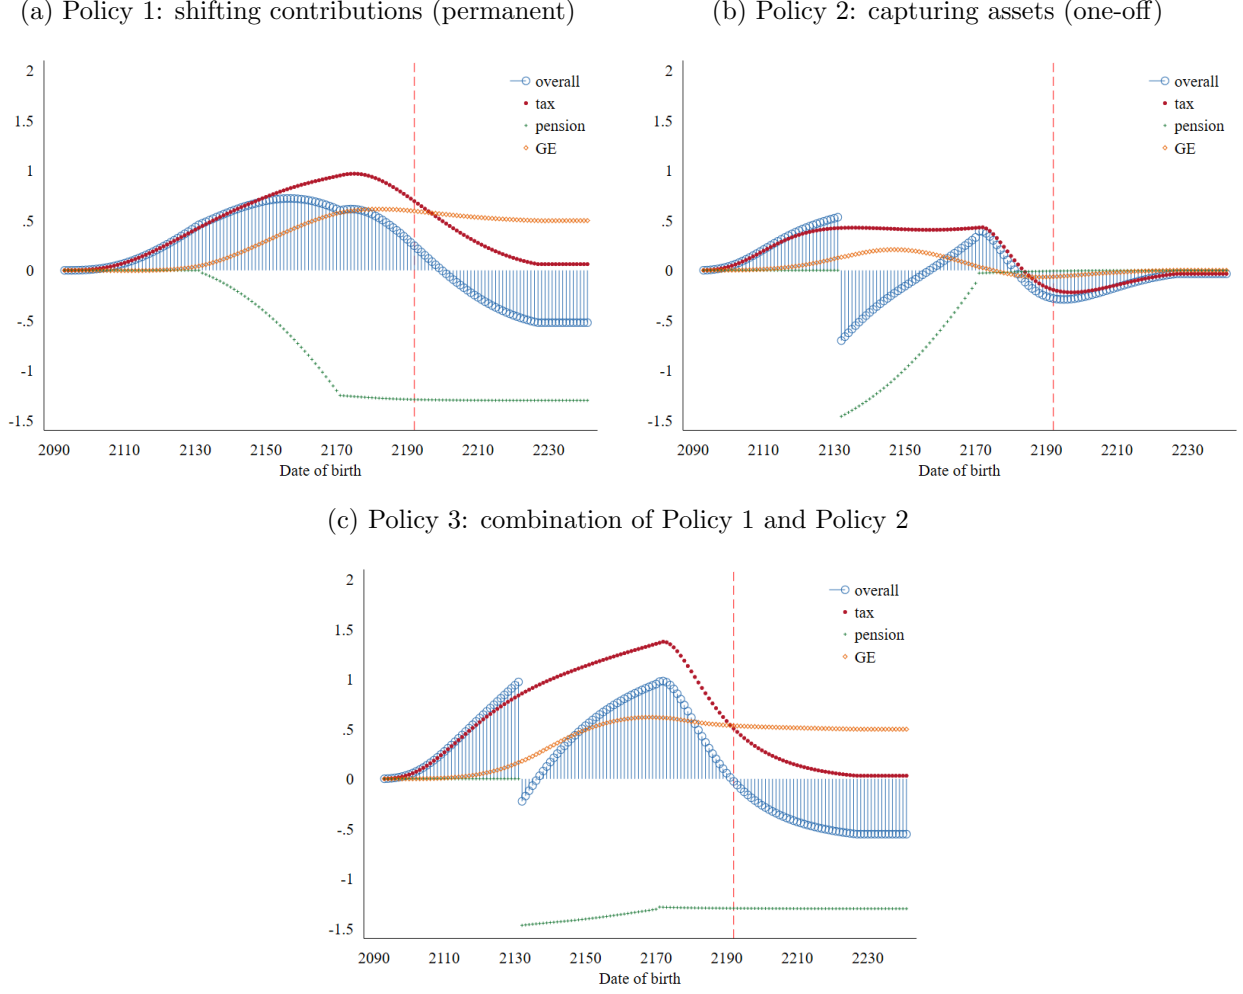 (a) Policy 1: shifting contributions (permanent)
2
1.5
1
.5
0
-.5
-1
-1.5
2090 2110 2130 2150 2170 2190 2210 2230
Date of birth
overall
tax
pension
GE
(b) Policy 2: capturing assets (one-off)
2
1.5
1
.5
0
-.5
-1
-1.5
2090 2110 2130 2150 2170 2190 2210 2230
Date of birth
overall
tax
pension
GE
(c) Policy 3: combination of Policy 1 and Policy 2
2
1.5
1
.5
0
-.5
-1
-1.5
2090 2110 2130 2150 2170 2190 2210 2230
Date of birth
overall
tax
pension
GE